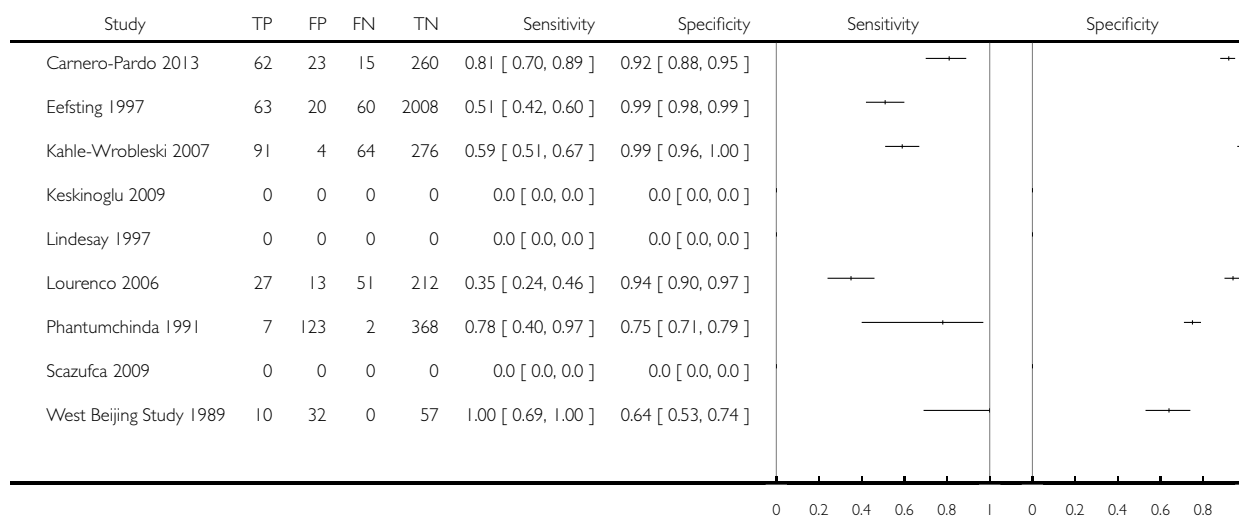 Study TP FP FN TN Sensitivity Specificity Sensitivity Specificity
Carnero-Pardo 2013 62 23 15 260 0.81 [ 0.70, 0.89 ] 0.92 [ 0.88, 0.95 ]
Eefsting 1997 63 20 60 2008 0.51 [ 0.42, 0.60 ] 0.99 [ 0.98, 0.99 ]
Kahle-Wrobleski 2007 91 4 64 276 0.59 [ 0.51, 0.67 ] 0.99 [ 0.96, 1.00 ]
Keskinoglu 2009 0 0 0 0 0.0 [ 0.0, 0.0 ] 0.0 [ 0.0, 0.0 ]
Lindesay 1997 0 0 0 0 0.0 [ 0.0, 0.0 ] 0.0 [ 0.0, 0.0 ]
Lourenco 2006 27 13 51 212 0.35 [ 0.24, 0.46 ] 0.94 [ 0.90, 0.97 ]
Phantumchinda 1991 7 123 2 368 0.78 [ 0.40, 0.97 ] 0.75 [ 0.71, 0.79 ]
Scazufca 2009 0 0 0 0 0.0 [ 0.0, 0.0 ] 0.0 [ 0.0, 0.0 ]
West Beijing Study 1989 10 32 0 57 1.00 [ 0.69, 1.00 ] 0.64 [ 0.53, 0.74 ]
0 0.2 0.4 0.6 0.8 1 0 0.2 0.4 0.6 0.8